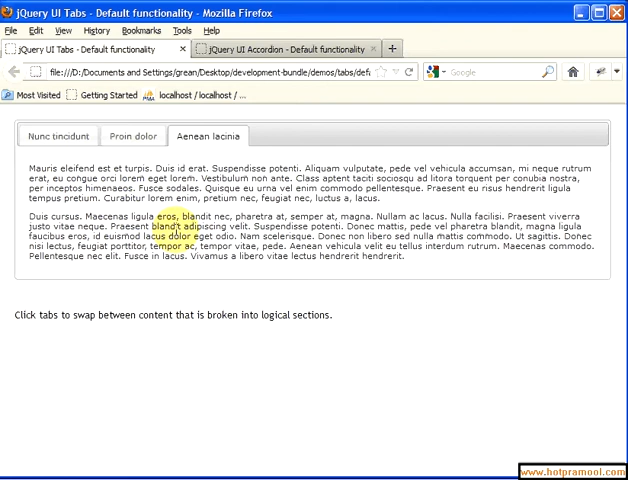 jQuery UI Tabs - Default functionality - Mozilla Firefox
File Edit View History Bookmarks Tools Help
jQuery UI Tabs - Default functionality × jQuery UI Accordion - Default functionality × +
file:///D:/Documents and Settings/grean/Desktop/development-bundle/demos/tabs/defa Google
Most Visited Getting Started localhost / localhost / ...
Nunc tincidunt Proin dolor Aenean lacinia
Mauris eleifend est et turpis. Duis id erat. Suspendisse potenti. Aliquam vulputate, pede vel vehicula accumsan, mi neque rutrum
erat, eu congue orci lorem eget lorem. Vestibulum non ante. Class aptent taciti sociosqu ad litora torquent per conubia nostra,
per inceptos himenaeos. Fusce sodales. Quisque eu urna vel enim commodo pellentesque. Praesent eu risus hendrerit ligula
tempus pretium. Curabitur lorem enim, pretium nec, feugiat nec, luctus a, lacus.
Duis cursus. Maecenas ligula eros, blandit nec, pharetra at, semper at, magna. Nullam ac lacus. Nulla facilisi. Praesent viverra
justo vitae neque. Praesent blandit adipiscing velit. Suspendisse potenti. Donec mattis, pede vel pharetra blandit, magna ligula
faucibus eros, id euismod lacus dolor eget odio. Nam scelerisque. Donec non libero sed nulla mattis commodo. Ut sagittis. Donec
nisi lectus, feugiat porttitor, tempor ac, tempor vitae, pede. Aenean vehicula velit eu tellus interdum rutrum. Maecenas commodo.
Pellentesque nec elit. Fusce in lacus. Vivamus a libero vitae lectus hendrerit hendrerit.
Click tabs to swap between content that is broken into logical sections.
www.hotpramool.com